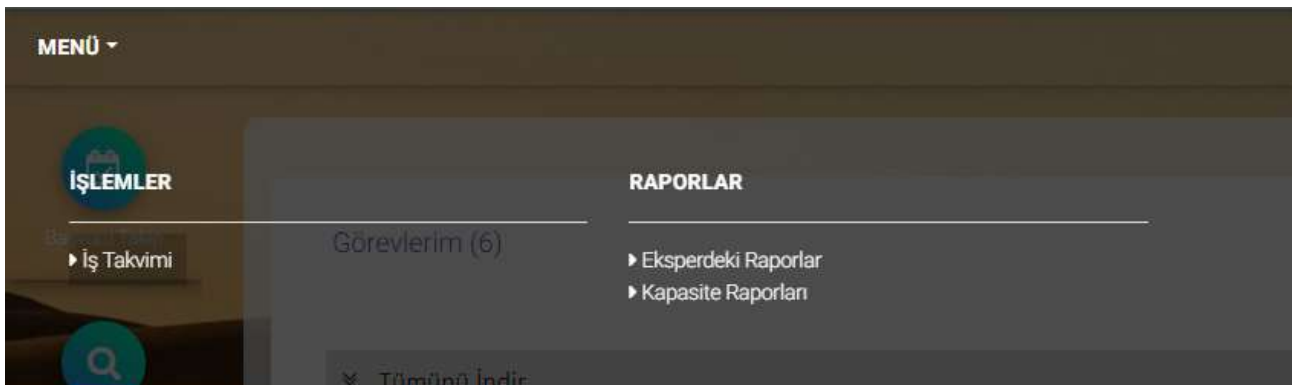 MENÜ
İŞLEMLER
İş Takvimi
RAPORLAR
Eksperdeki Raporlar
Kapasite Raporları
Görevlerim (6)
Tümünü İndir